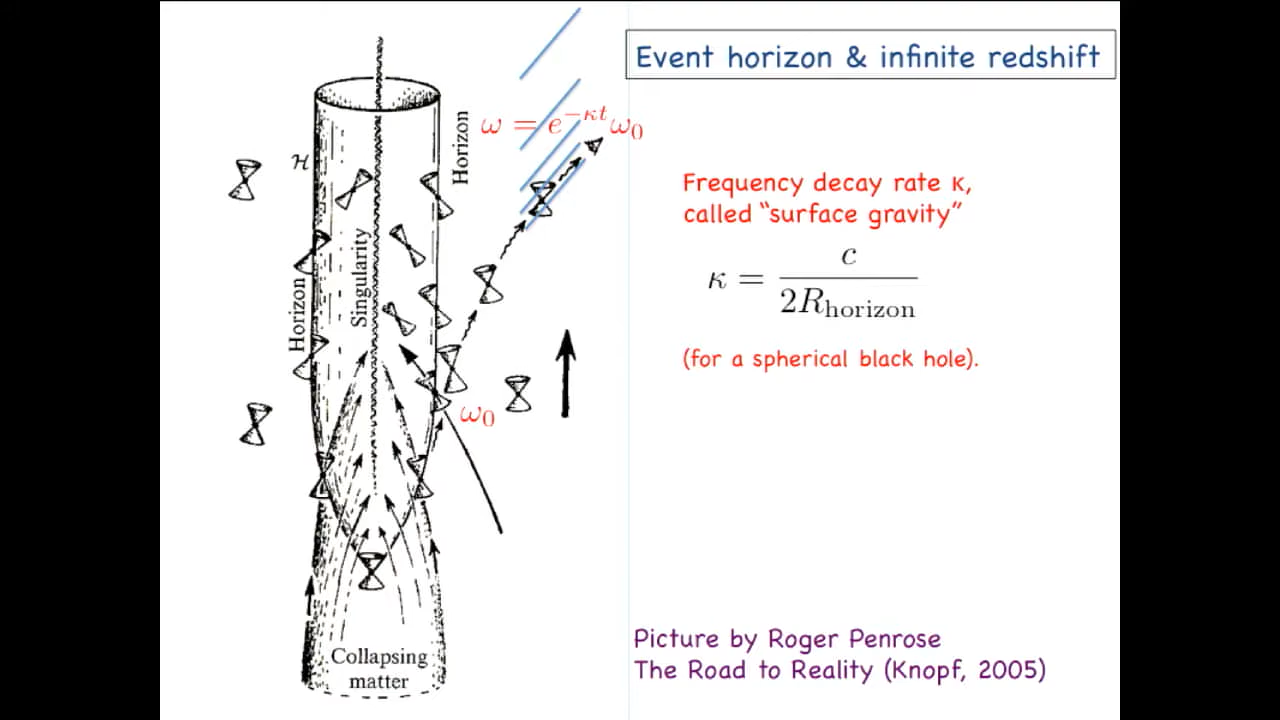 Event horizon & infinite redshift
ω = e^{−κt}ω₀
Horizon
ℋ
Singularity
Horizon
ω₀
Collapsing
matter
Frequency decay rate κ,
called “surface gravity”
κ = c / 2R_horizon
(for a spherical black hole).
Picture by Roger Penrose
The Road to Reality (Knopf, 2005)